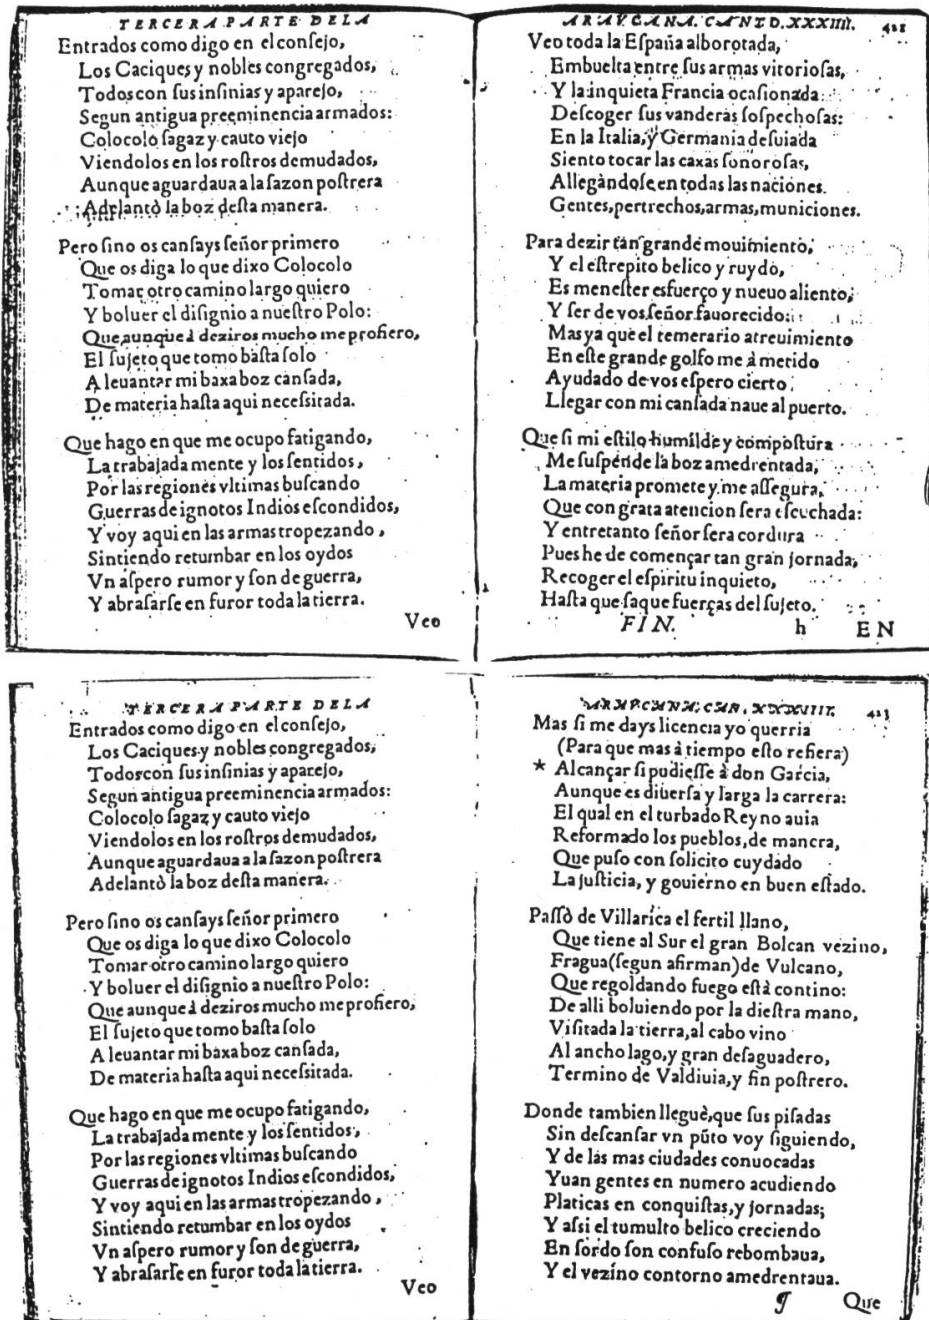 TERCERA PARTE DELA
Entrados como digo en el conſejo,
Los Caciques y nobles congregados,
Todos con ſus inſinias y aparejo,
Segun antigua preeminencia armados:
Colocolo ſagaz y cauto viejo
Viendolos en los roſtros demudados,
Aunque aguardaua a la ſazon poſtrera
Adelantò la boz deſta manera.
Pero ſino os canſays ſeñor primero
Que os diga lo que dixo Colocolo
Tomar otro camino largo quiero
Y boluer el diſignio a nueſtro Polo:
Que aunque à deziros mucho me profiero,
El ſujeto que tomo baſta ſolo
A leuantar mi baxa boz canſada,
De materia haſta aqui neceſsitada.
Que hago en que me ocupo fatigando,
La trabajada mente y los ſentidos,
Por las regiones vltimas buſcando
Guerras de ignotos Indios eſcondidos,
Y voy aqui en las armas tropezando,
Sintiendo retumbar en los oydos
Vn aſpero rumor y ſon de guerra,
Y abraſarſe en furor toda la tierra.
Veo
ARAVCANA. CANTO. XXXIIII. 421
Veo toda la Eſpaña alborotada,
Embuelta entre ſus armas vitorioſas,
Y la inquieta Francia ocaſionada
Deſcoger ſus vanderas ſoſpechoſas:
En la Italia, y Germania deſuiada
Siento tocar las caxas ſonoroſas,
Allegàndoſe en todas las naciones.
Gentes, pertrechos, armas, municiones.
Para dezir tan grande mouimiento,
Y el eſtrepito belico y ruydo,
Es meneſter esfuerço y nueuo aliento,
Y ſer de vos ſeñor fauorecido:
Mas ya que el temerario atreuimiento
En eſte grande golfo me à metido
Ayudado de vos eſpero cierto
Llegar con mi canſada naue al puerto.
Que ſi mi eſtilo humilde y compoſtura
Me ſuſpende la boz amedrentada,
La materia promete y me aſſegura,
Que con grata atencion ſera eſcuchada:
Y entretanto ſeñor ſera cordura
Pues he de començar tan gran jornada,
Recoger el eſpiritu inquieto,
Haſta que ſaque fuerças del ſujeto.
FIN. h EN
TERCERA PARTE DELA
Entrados como digo en el conſejo,
Los Caciques y nobles congregados,
Todos con ſus inſinias y aparejo,
Segun antigua preeminencia armados:
Colocolo ſagaz y cauto viejo
Viendolos en los roſtros demudados,
Aunque aguardaua a la ſazon poſtrera
Adelantò la boz deſta manera.
Pero ſino os canſays ſeñor primero
Que os diga lo que dixo Colocolo
Tomar otro camino largo quiero
Y boluer el diſignio a nueſtro Polo:
Que aunque à deziros mucho me profiero,
El ſujeto que tomo baſta ſolo
A leuantar mi baxa boz canſada,
De materia haſta aqui neceſsitada.
Que hago en que me ocupo fatigando,
La trabajada mente y los ſentidos,
Por las regiones vltimas buſcando
Guerras de ignotos Indios eſcondidos,
Y voy aqui en las armas tropezando,
Sintiendo retumbar en los oydos
Vn aſpero rumor y ſon de guerra,
Y abraſarſe en furor toda la tierra.
Veo
ARAVCANA, CAN. XXXIIII. 423
Mas ſi me days licencia yo querria
(Para que mas à tiempo eſto refiera)
* Alcançar ſi pudieſſe à don Garcia,
Aunque es diuerſa y larga la carrera:
El qual en el turbado Reyno auia
Reformado los pueblos, de manera,
Que puſo con ſolicito cuydado
La juſticia, y gouierno en buen eſtado.
Paſſò de Villarica el fertil llano,
Que tiene al Sur el gran Bolcan vezino,
Fragua (ſegun afirman) de Vulcano,
Que regoldando fuego eſtà contino:
De alli boluiendo por la dieſtra mano,
Viſitada la tierra, al cabo vino
Al ancho lago, y gran deſaguadero,
Termino de Valdiuia, y fin poſtrero.
Donde tambien lleguè, que ſus piſadas
Sin deſcanſar vn pũto voy ſiguiendo,
Y de las mas ciudades conuocadas
Yuan gentes en numero acudiendo
Platicas en conquiſtas, y jornadas;
Y aſsi el tumulto belico creciendo
En ſordo ſon confuſo rebombaua,
Y el vezino contorno amedrentaua.
¶ Que